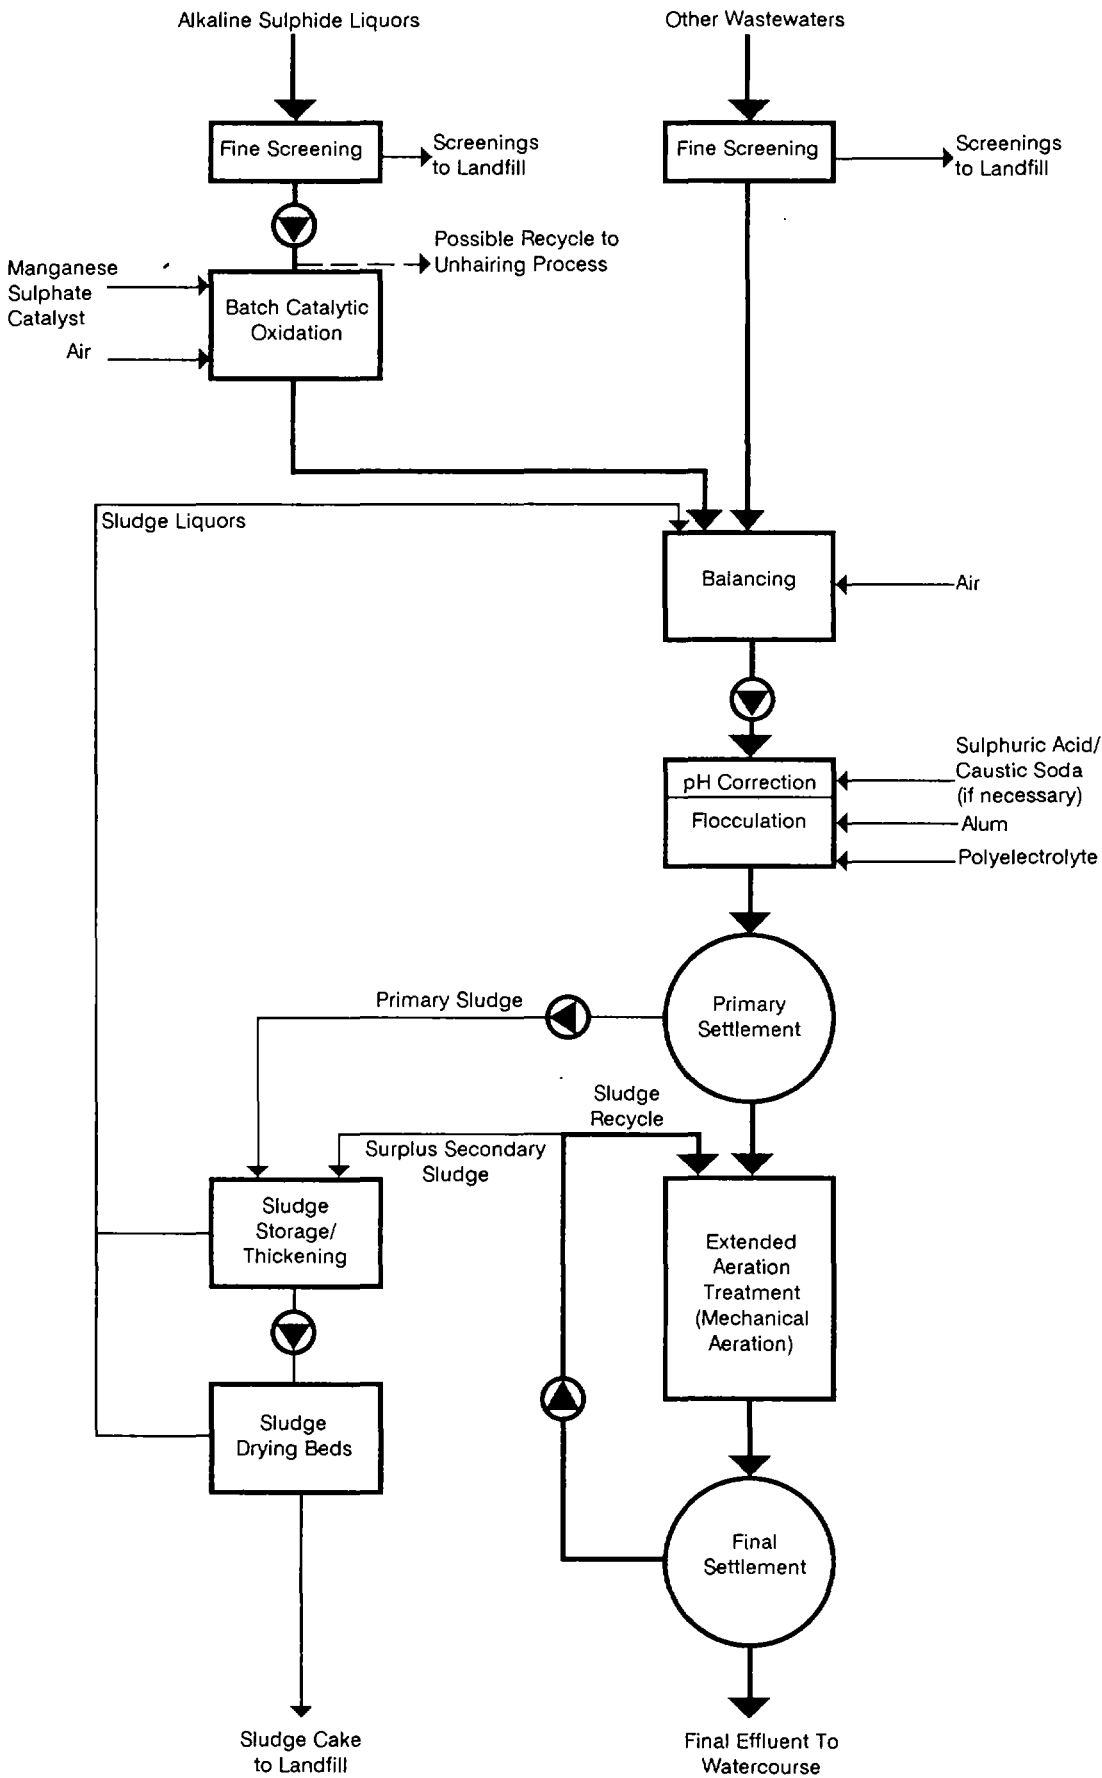 Alkaline Sulphide Liquors
Other Wastewaters
Fine Screening
Screenings
to Landfill
Fine Screening
Screenings
to Landfill
Possible Recycle to
Unhairing Process
Manganese
Sulphate
Catalyst
Batch Catalytic
Oxidation
Air
Sludge Liquors
Balancing
Air
pH Correction
Sulphuric Acid/
Caustic Soda
(if necessary)
Flocculation
Alum
Polyelectrolyte
Primary Sludge
Primary
Settlement
Sludge
Recycle
Surplus Secondary
Sludge
Sludge
Storage/
Thickening
Extended
Aeration
Treatment
(Mechanical
Aeration)
Sludge
Drying Beds
Final
Settlement
Sludge Cake
to Landfill
Final Effluent To
Watercourse